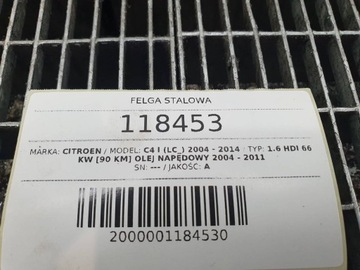 FELGA STALOWA
118453
MARKA: CITROEN / MODEL: C4 I (LC_) 2004 - 2014 / TYP: 1.6 HDI 66
KW [90 KM] OLEJ NAPĘDOWY 2004 - 2011
SN: --- / JAKOŚĆ: A
2000001184530